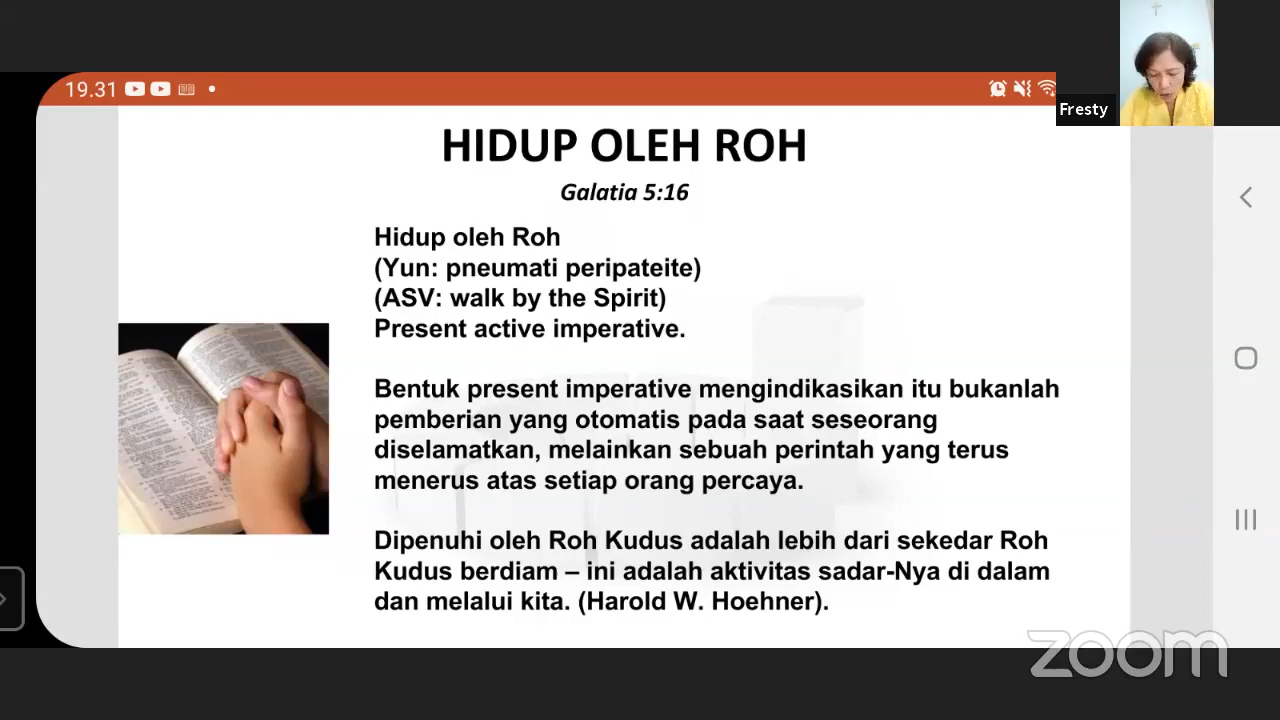 19.31
Fresty
HIDUP OLEH ROH
Galatia 5:16
Hidup oleh Roh
(Yun: pneumati peripateite)
(ASV: walk by the Spirit)
Present active imperative.
Bentuk present imperative mengindikasikan itu bukanlah
pemberian yang otomatis pada saat seseorang
diselamatkan, melainkan sebuah perintah yang terus
menerus atas setiap orang percaya.
Dipenuhi oleh Roh Kudus adalah lebih dari sekedar Roh
Kudus berdiam – ini adalah aktivitas sadar-Nya di dalam
dan melalui kita. (Harold W. Hoehner).
zoom